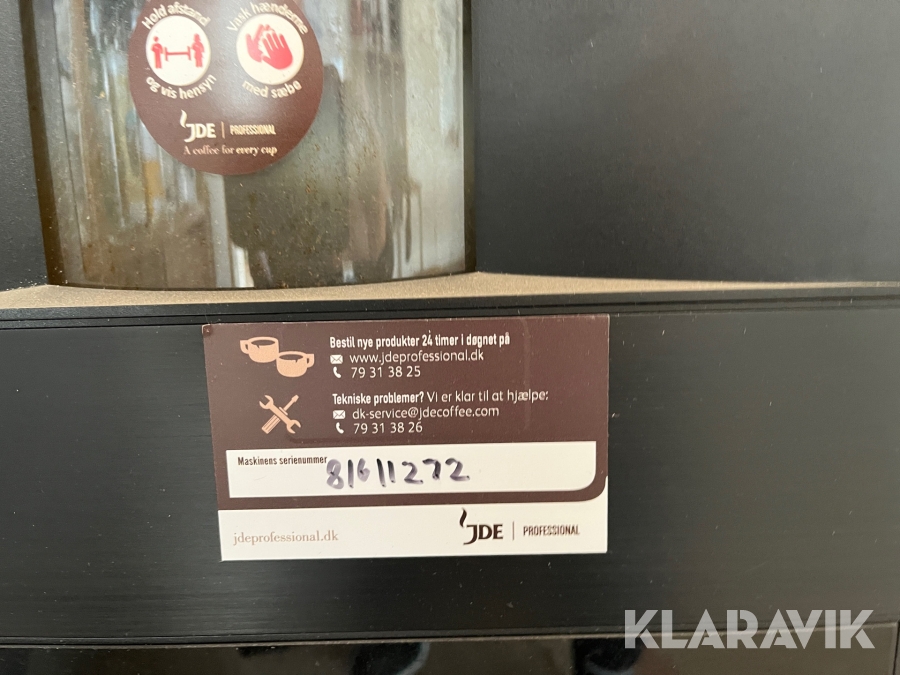 Hold afstand
og vis hensyn
Vask hænderne
med sæbe
JDE | PROFESSIONAL
A coffee for every cup
Bestil nye produkter 24 timer i døgnet på
www.jdeprofessional.dk
79 31 38 25
Tekniske problemer? Vi er klar til at hjælpe:
dk-service@jdecoffee.com
79 31 38 26
Maskinens serienummer 81611272
jdeprofessional.dk JDE | PROFESSIONAL
KLARAVIK